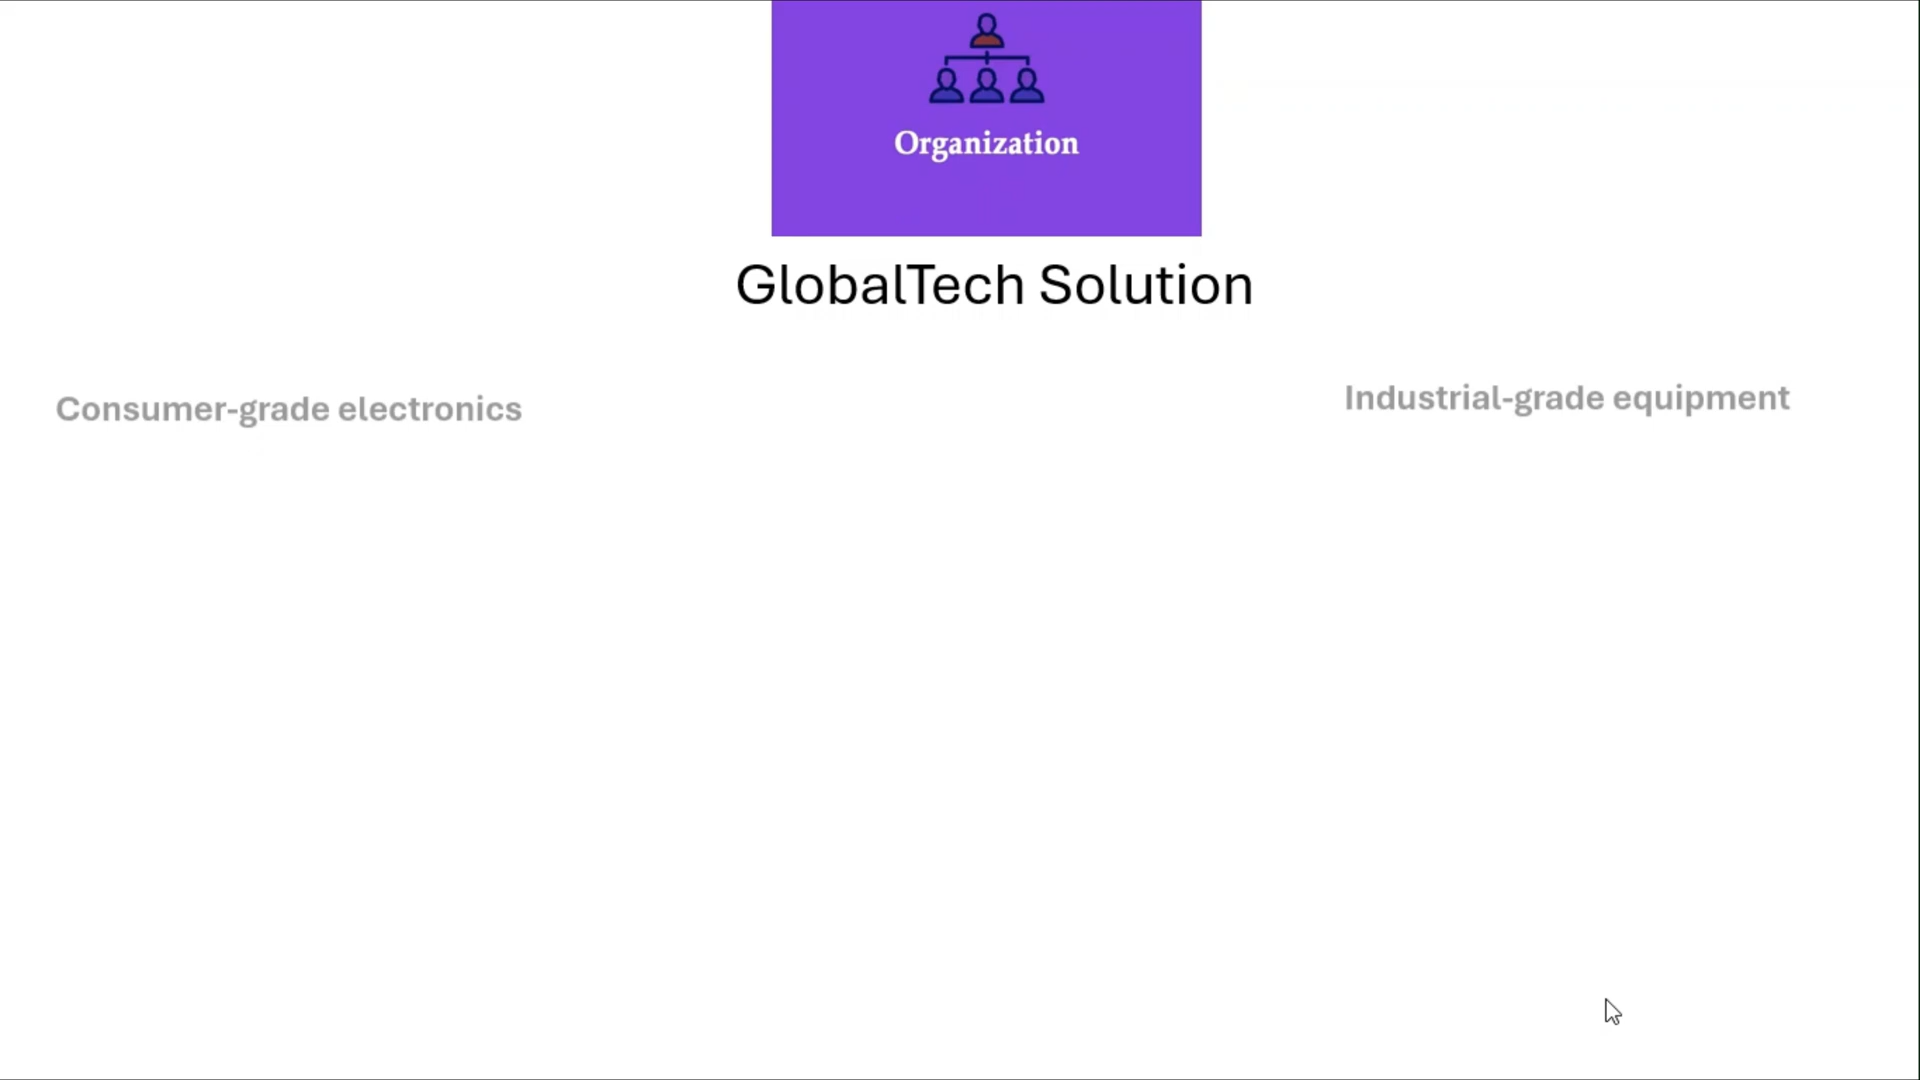 Organization
GlobalTech Solution
Consumer-grade electronics
Industrial-grade equipment